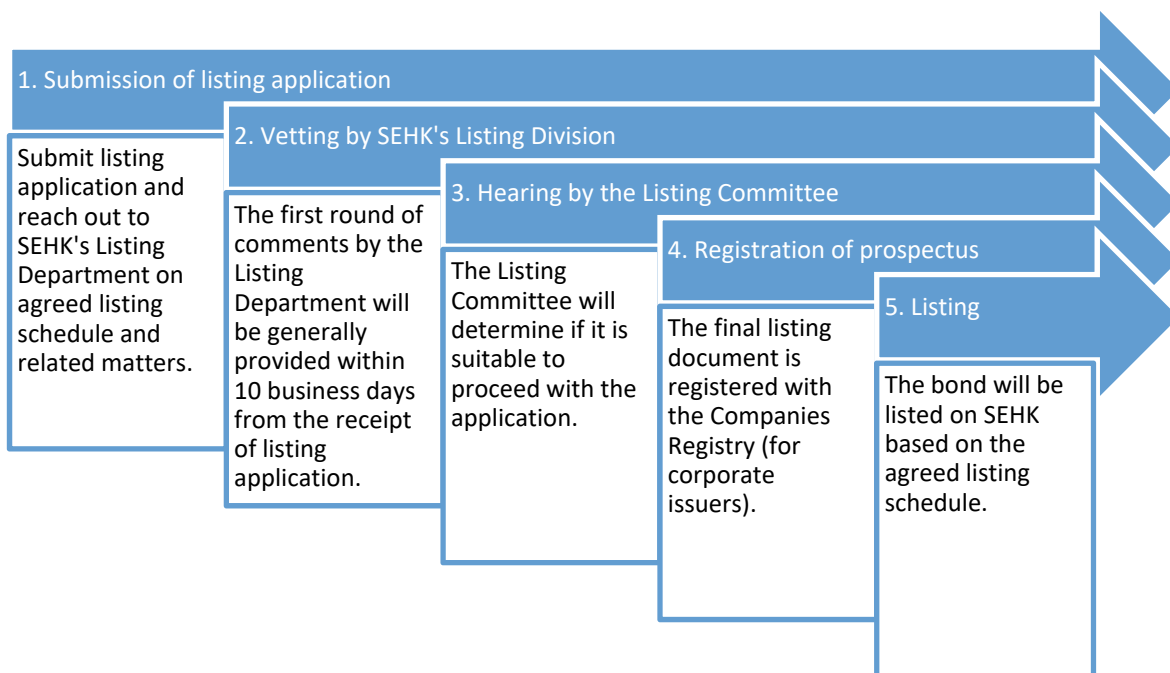 1. Submission of listing application
Submit listing
application and
reach out to
SEHK's Listing
Department on
agreed listing
schedule and
related matters.
2. Vetting by SEHK's Listing Division
The first round of
comments by the
Listing
Department will
be generally
provided within
10 business days
from the receipt
of listing
application.
3. Hearing by the Listing Committee
The Listing
Committee will
determine if it is
suitable to
proceed with the
application.
4. Registration of prospectus
The final listing
document is
registered with
the Companies
Registry (for
corporate
issuers).
5. Listing
The bond will be
listed on SEHK
based on the
agreed listing
schedule.